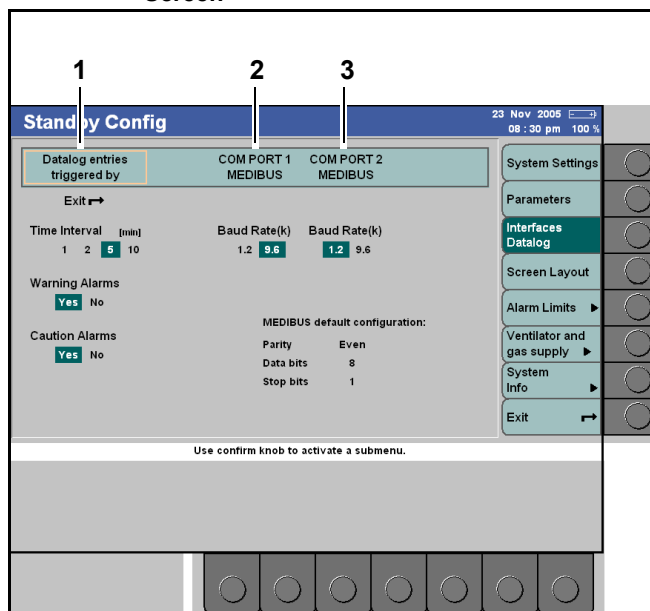 Screen
1 2 3
Standby Config
23 Nov 2005
08 : 30 pm 100 %
Datalog entries
triggered by
COM PORT 1
MEDIBUS
COM PORT 2
MEDIBUS
Exit
Time Interval [min]
1 2 5 10
Baud Rate(k)
1.2 9.6
Baud Rate(k)
1.2 9.6
Warning Alarms
Yes No
Caution Alarms
Yes No
MEDIBUS default configuration:
Parity Even
Data bits 8
Stop bits 1
System Settings
Parameters
Interfaces
Datalog
Screen Layout
Alarm Limits
Ventilator and
gas supply
System
Info
Exit
Use confirm knob to activate a submenu.